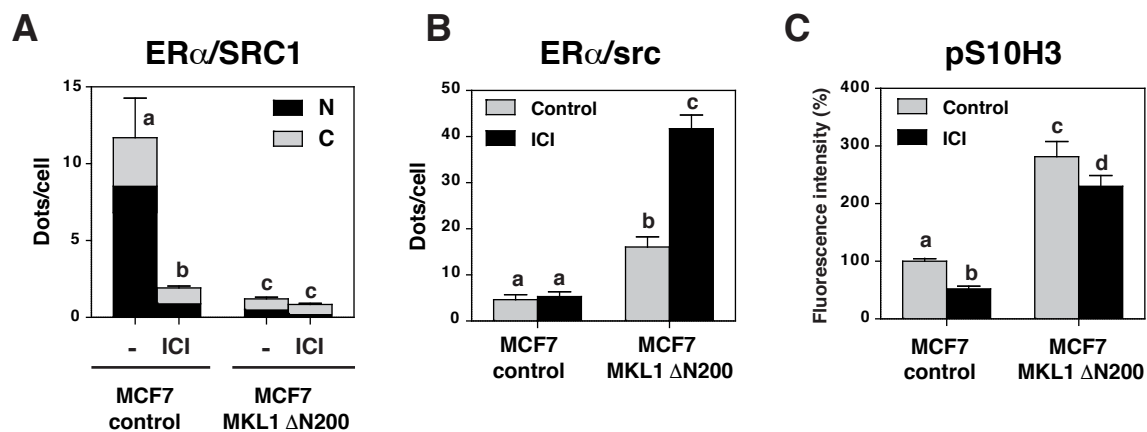 A
ERα/SRC1
Dots/cell
15
10
5
0
a
b
c
c
N
C
- ICI - ICI
MCF7
control
MCF7
MKL1 ΔN200
B
ERα/src
Dots/cell
50
40
30
20
10
0
Control
ICI
a
a
b
c
MCF7
control
MCF7
MKL1 ΔN200
C
pS10H3
Fluorescence intensity (%)
400
300
200
100
0
Control
ICI
a
b
c
d
MCF7
control
MCF7
MKL1 ΔN200